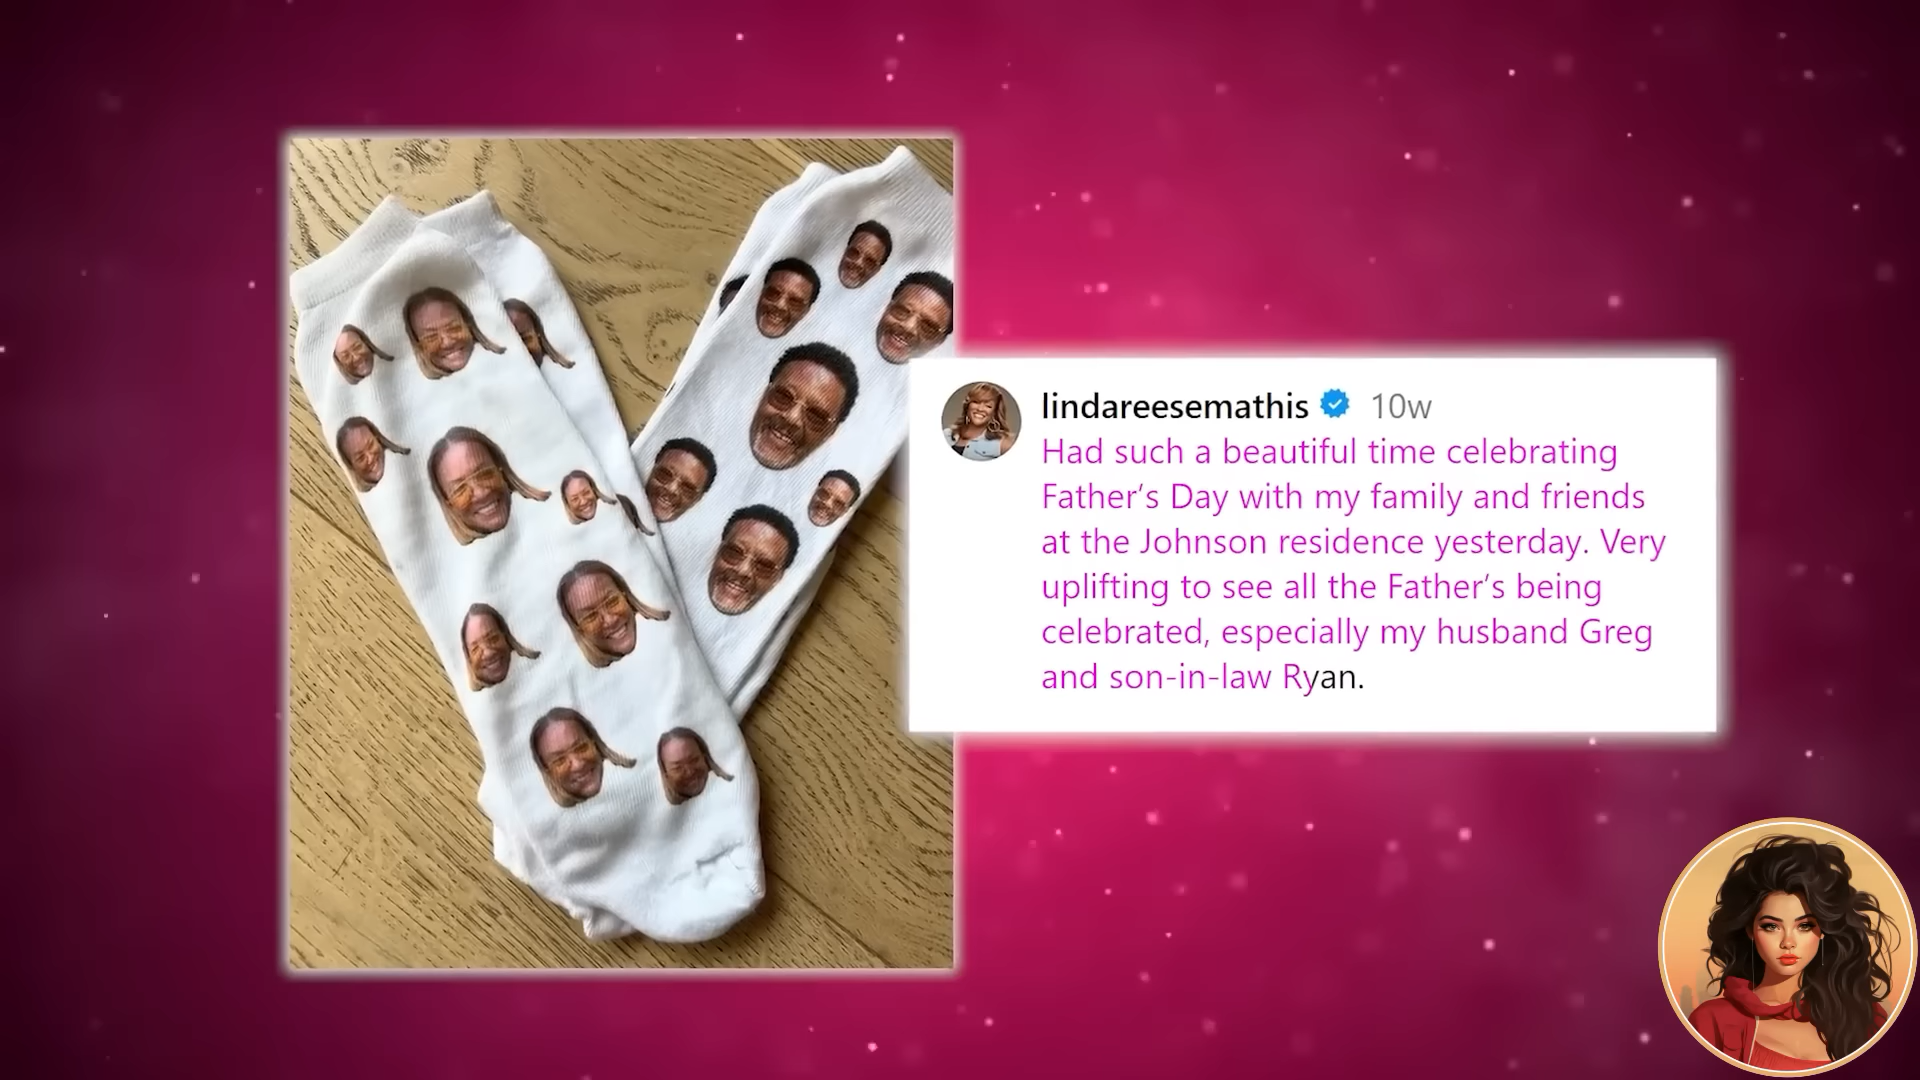 lindareesemathis 10w
Had such a beautiful time celebrating
Father’s Day with my family and friends
at the Johnson residence yesterday. Very
uplifting to see all the Father’s being
celebrated, especially my husband Greg
and son-in-law Ryan.